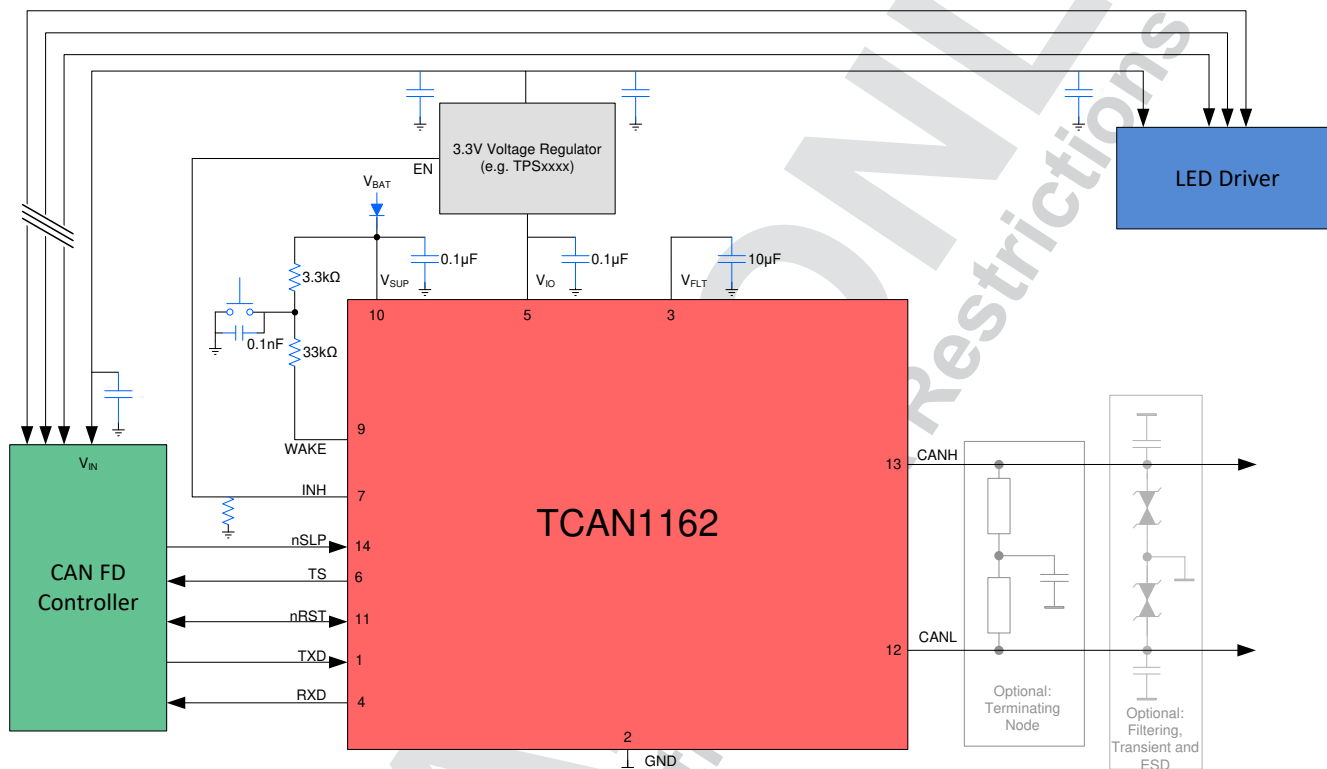 3.3V Voltage Regulator
(e.g. TPSxxxx)
EN
LED Driver
VBAT
0.1µF
0.1µF
10µF
3.3kΩ
VSUP
VIO
VFLT
10
5
3
0.1nF
33kΩ
9
WAKE
VIN
CANH
13
INH
7
TCAN1162
nSLP
14
CAN FD
Controller
TS
6
nRST
11
TXD
1
CANL
12
RXD
4
Optional:
Terminating
Node
Optional:
Filtering,
Transient and
ESD
2
GND
Restrictions